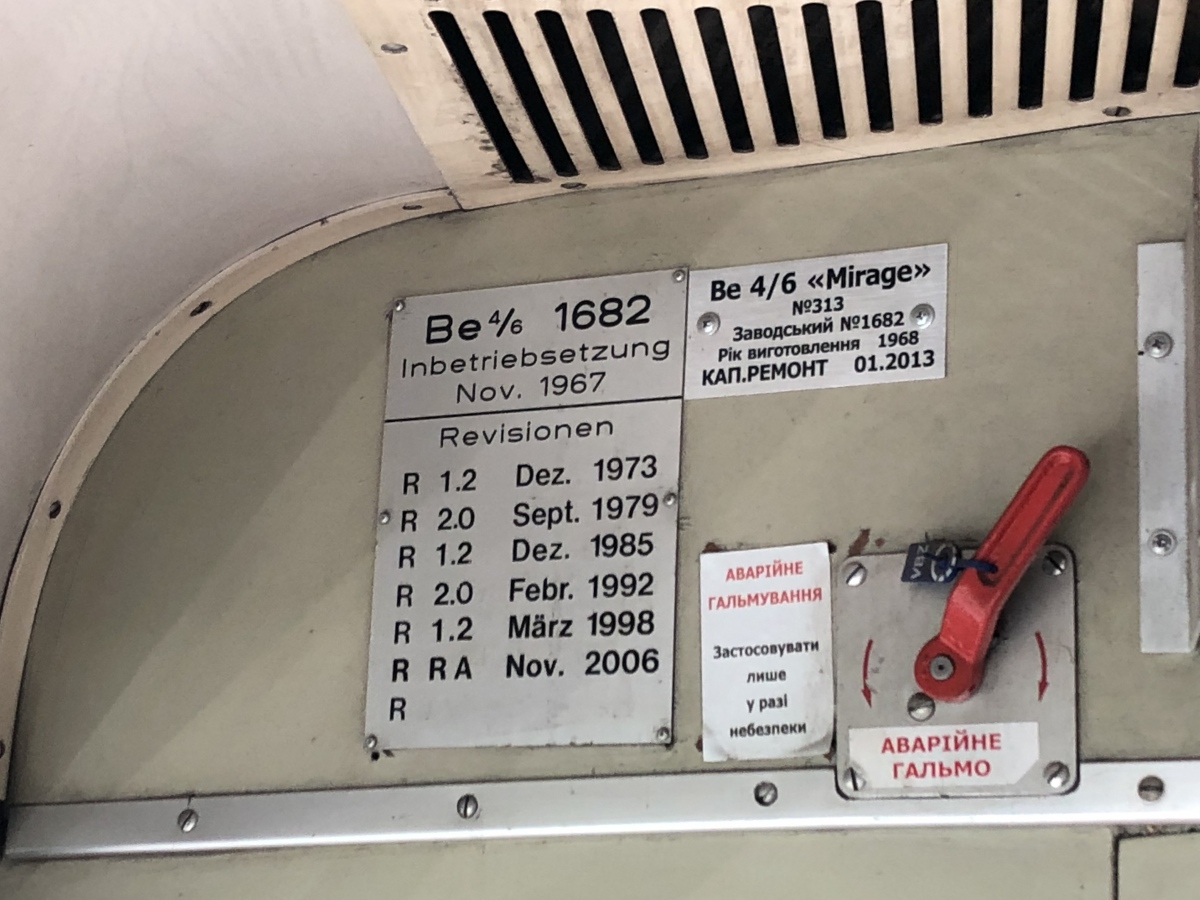 Be 4/6 1682
Inbetriebsetzung
Nov. 1967
Revisionen
R 1.2 Dez. 1973
R 2.0 Sept. 1979
R 1.2 Dez. 1985
R 2.0 Febr. 1992
R 1.2 März 1998
R R A Nov. 2006
R
Be 4/6 «Mirage»
№313
Заводський №1682
Рік виготовлення 1968
КАП.РЕМОНТ 01.2013
АВАРІЙНЕ
ГАЛЬМУВАННЯ
Застосовувати
лише
у разі
небезпеки
VBZ
АВАРІЙНЕ
ГАЛЬМО